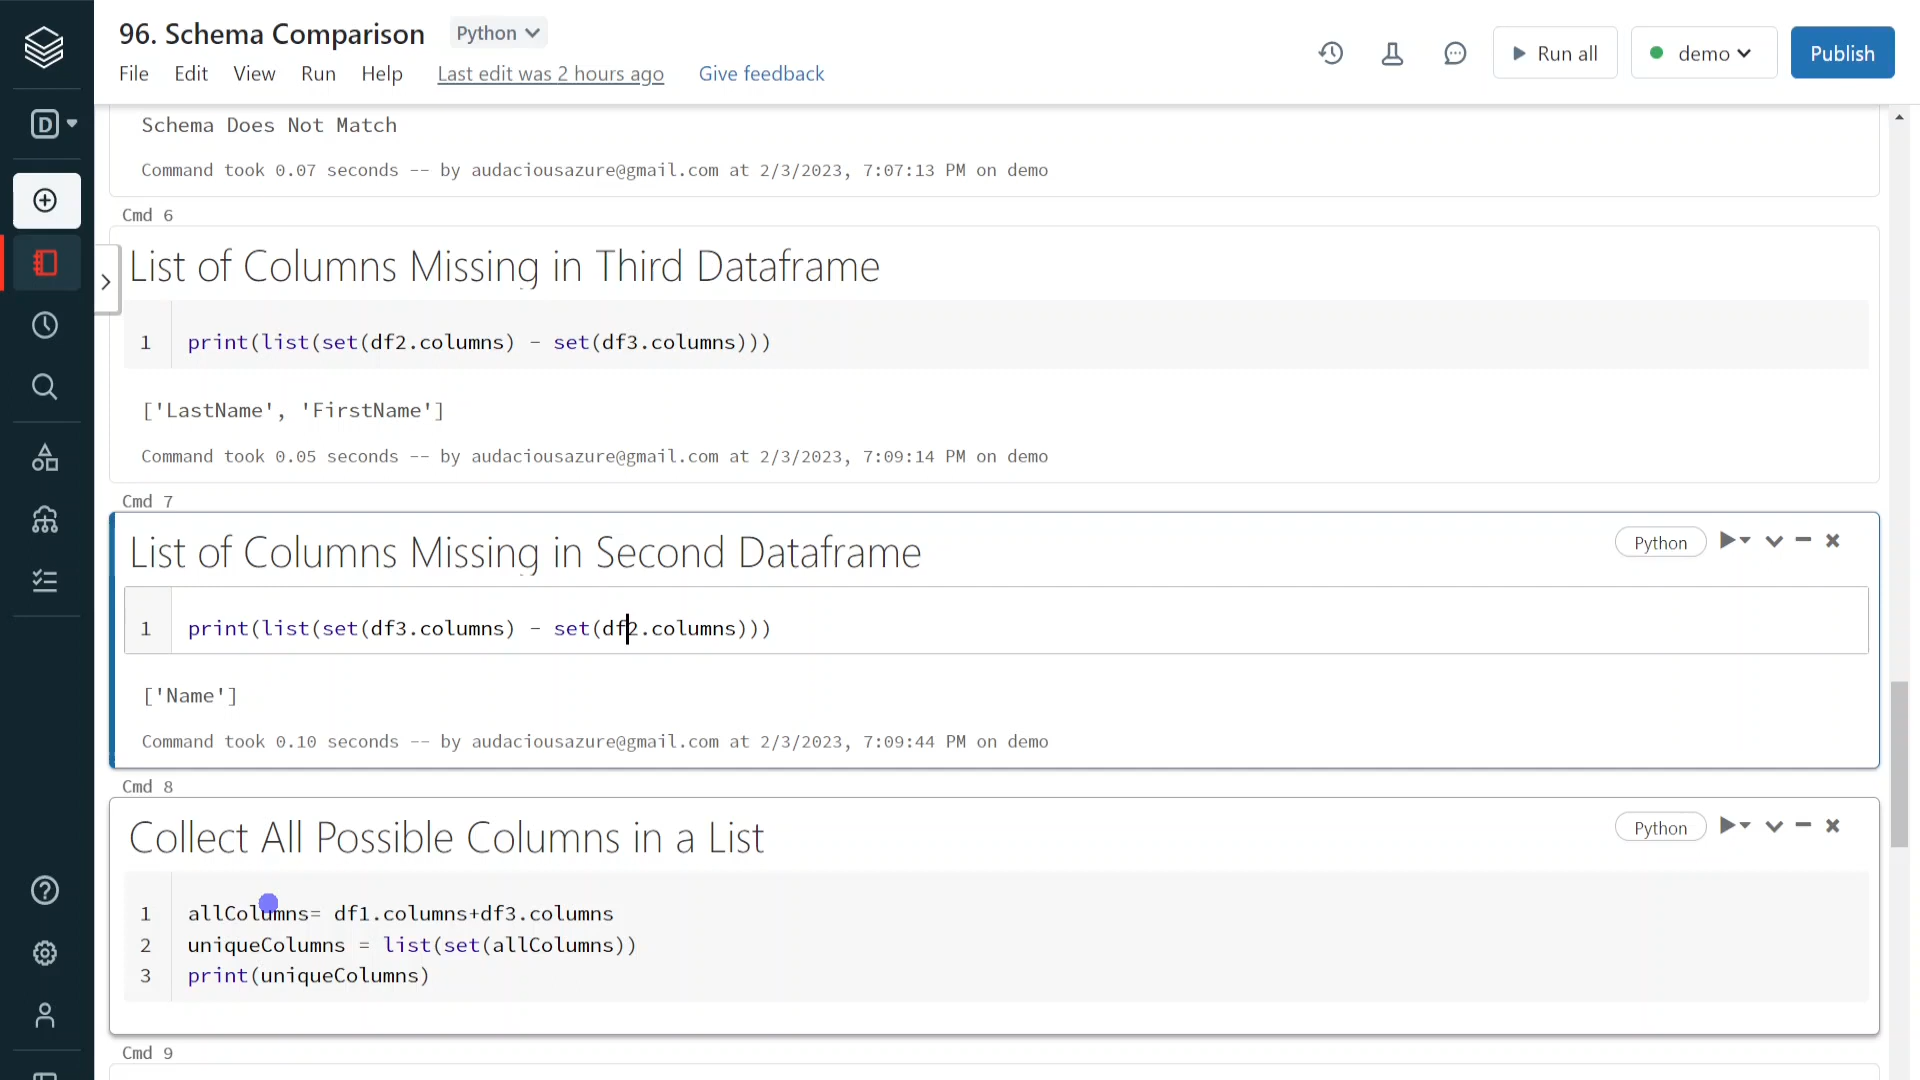 96. Schema Comparison
Python
File Edit View Run Help Last edit was 2 hours ago Give feedback
Run all
demo
Publish
D
Schema Does Not Match
Command took 0.07 seconds -- by audaciousazure@gmail.com at 2/3/2023, 7:07:13 PM on demo
Cmd 6
List of Columns Missing in Third Dataframe
1 print(list(set(df2.columns) - set(df3.columns)))
['LastName', 'FirstName']
Command took 0.05 seconds -- by audaciousazure@gmail.com at 2/3/2023, 7:09:14 PM on demo
Cmd 7
List of Columns Missing in Second Dataframe
Python
1 print(list(set(df3.columns) - set(df2.columns)))
['Name']
Command took 0.10 seconds -- by audaciousazure@gmail.com at 2/3/2023, 7:09:44 PM on demo
Cmd 8
Collect All Possible Columns in a List
Python
1 allColumns= df1.columns+df3.columns
2 uniqueColumns = list(set(allColumns))
3 print(uniqueColumns)
Cmd 9